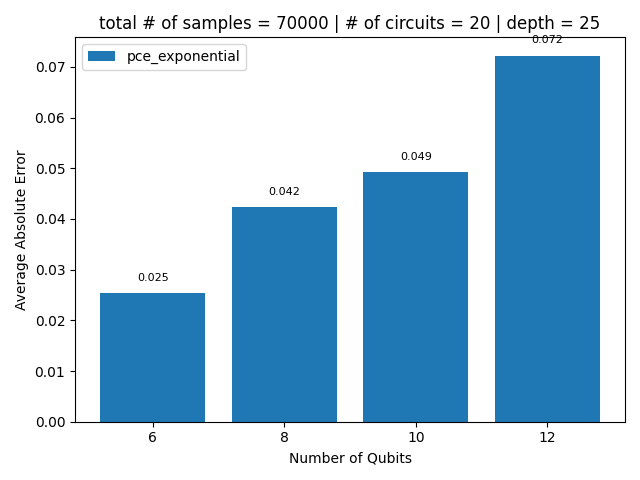 total # of samples = 70000 | # of circuits = 20 | depth = 25
pce_exponential
0.072
0.049
0.042
0.025
0.07
0.06
0.05
0.04
0.03
0.02
0.01
0.00
Average Absolute Error
6 8 10 12
Number of Qubits